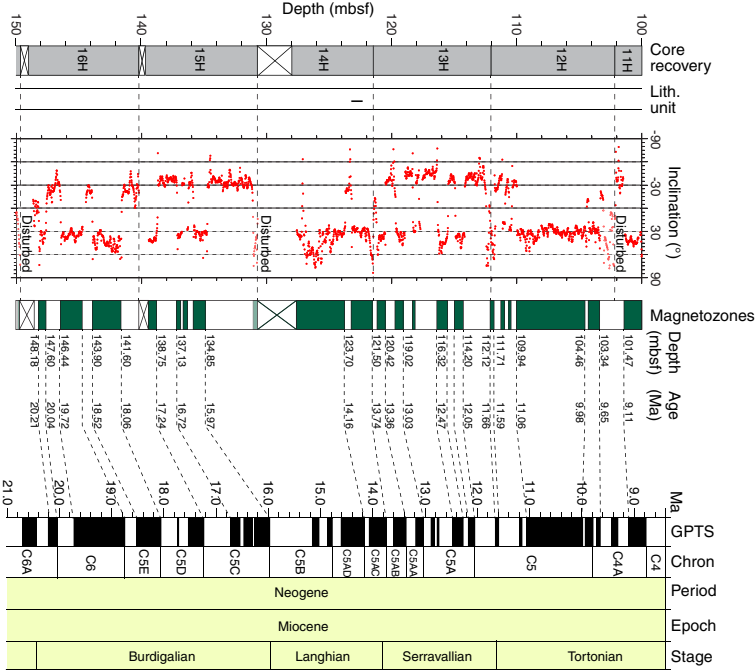 Depth (mbsf)
150
140
130
120
110
100
Core
recovery
16H
15H
14H
13H
12H
11H
Lith.
unit
-90
-30
30
90
Inclination (°)
Disturbed
Disturbed
Disturbed
Magnetozones
Depth
(mbsf)
148.18
147.60
146.44
143.90
141.60
138.75
137.13
134.85
123.70
121.50
120.42
119.02
116.32
114.20
112.12
111.71
109.94
104.46
103.34
101.47
Age
(Ma)
20.21
20.04
19.72
18.52
18.06
17.24
16.72
15.97
14.16
13.74
13.36
13.03
12.47
12.05
11.66
11.59
11.06
9.98
9.65
9.11
Ma
21.0
20.0
19.0
18.0
17.0
16.0
15.0
14.0
13.0
12.0
11.0
10.0
9.0
GPTS
Chron
C6A
C6
C5E
C5D
C5C
C5B
C5AD
C5AC
C5AB
C5AA
C5A
C5
C4A
C4
Period
Neogene
Epoch
Miocene
Stage
Burdigalian
Langhian
Serravallian
Tortonian